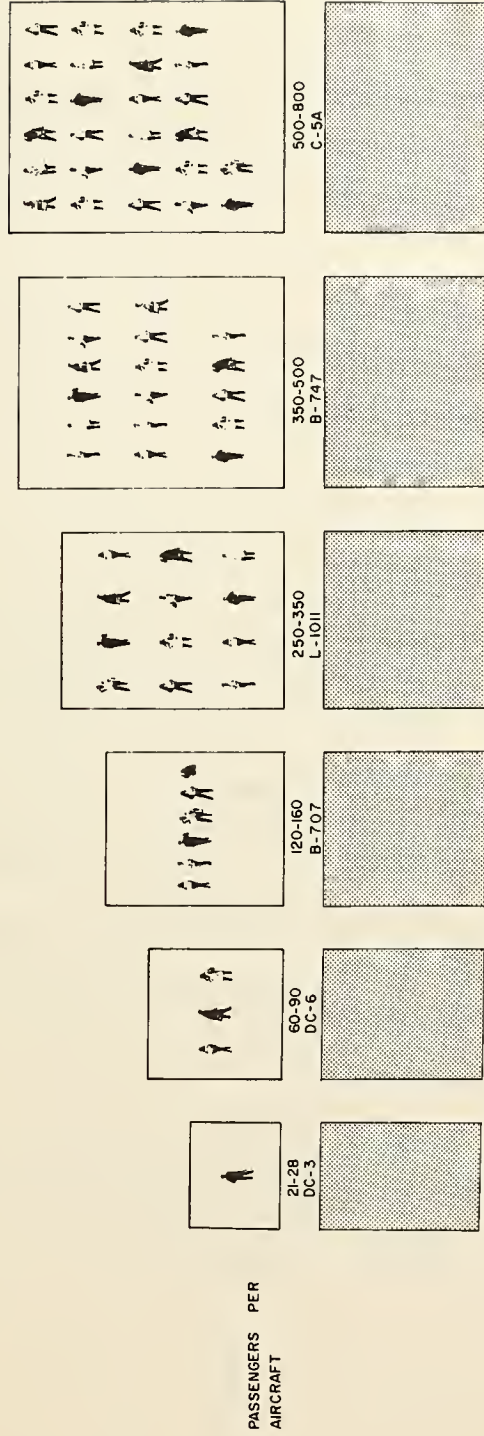 PASSENGERS PER
AIRCRAFT
21-28
DC-3
60-90
DC-6
120-160
B-707
250-350
L-1011
350-500
B-747
500-800
C-5A